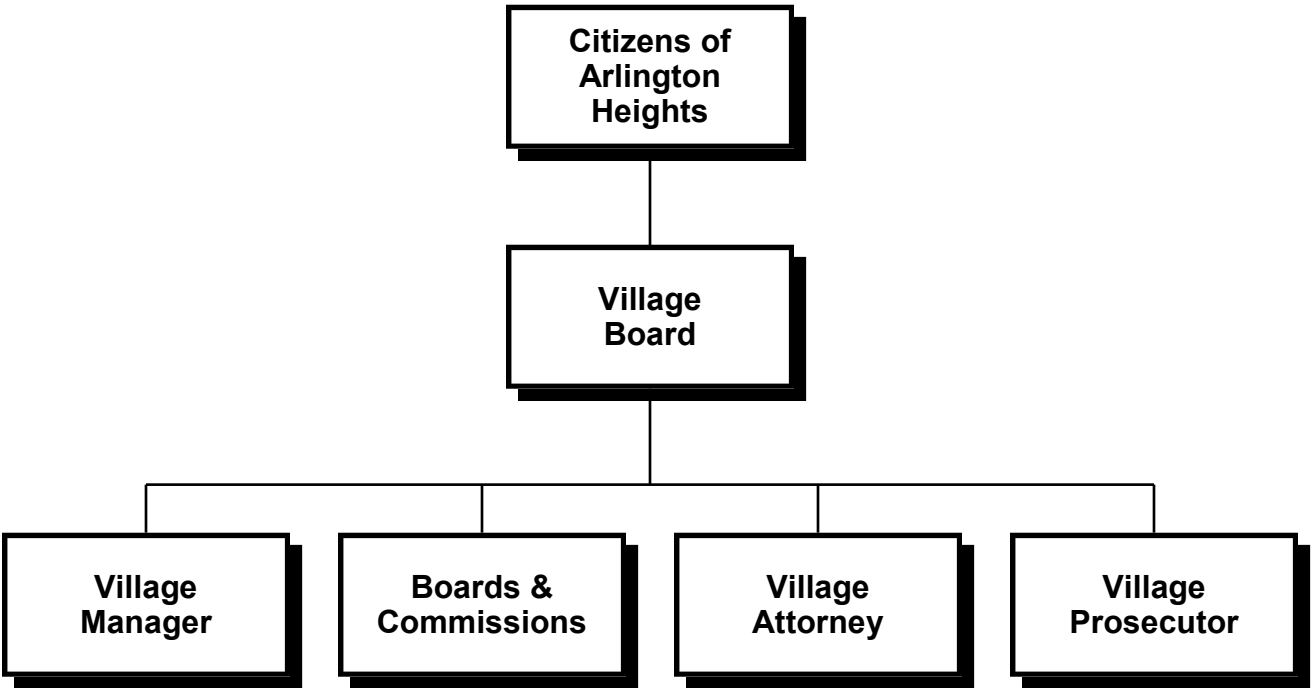 Citizens of
Arlington
Heights
Village
Board
Village
Manager
Boards &
Commissions
Village
Attorney
Village
Prosecutor